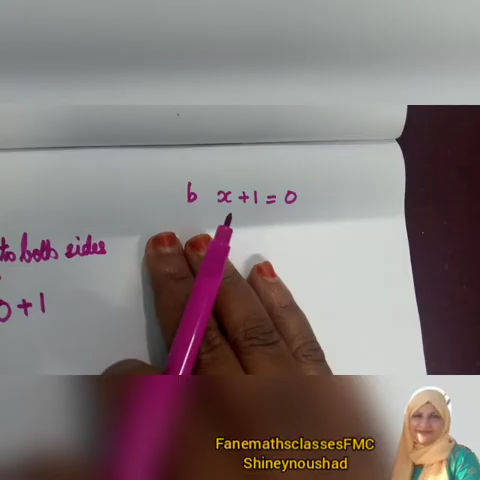 b x+1=0
to both sides
0+1
FanemathsclassesFMC
Shineynoushad